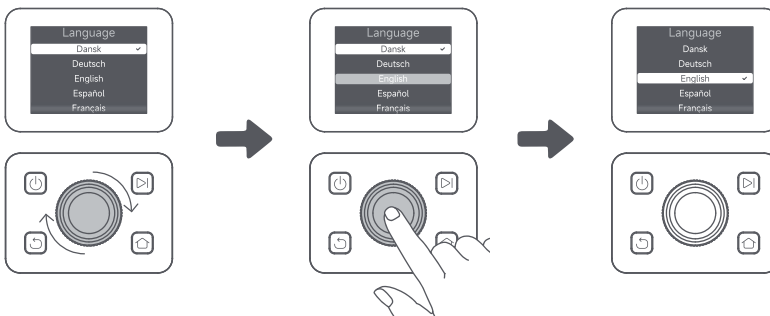 Language
Dansk
Deutsch
English
Español
Français
Language
Dansk
Deutsch
English
Español
Français
Language
Dansk
Deutsch
English
Español
Français